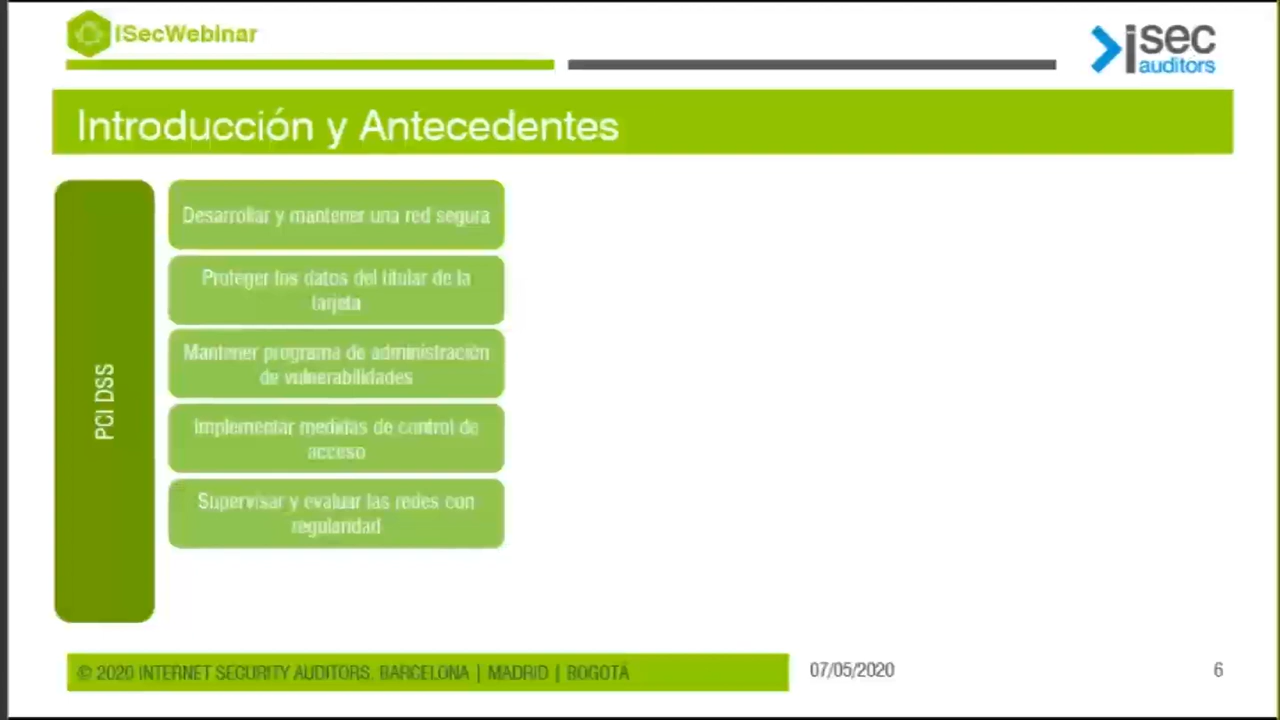 ISecWebinar
isec
auditors
Introducción y Antecedentes
PCI DSS
Desarrollar y mantener una red segura
Proteger los datos del titular de la
tarjeta
Mantener programa de administración
de vulnerabilidades
Implementar medidas de control de
acceso
Supervisar y evaluar las redes con
regularidad
© 2020 INTERNET SECURITY AUDITORS. BARCELONA | MADRID | BOGOTÁ
07/05/2020
6